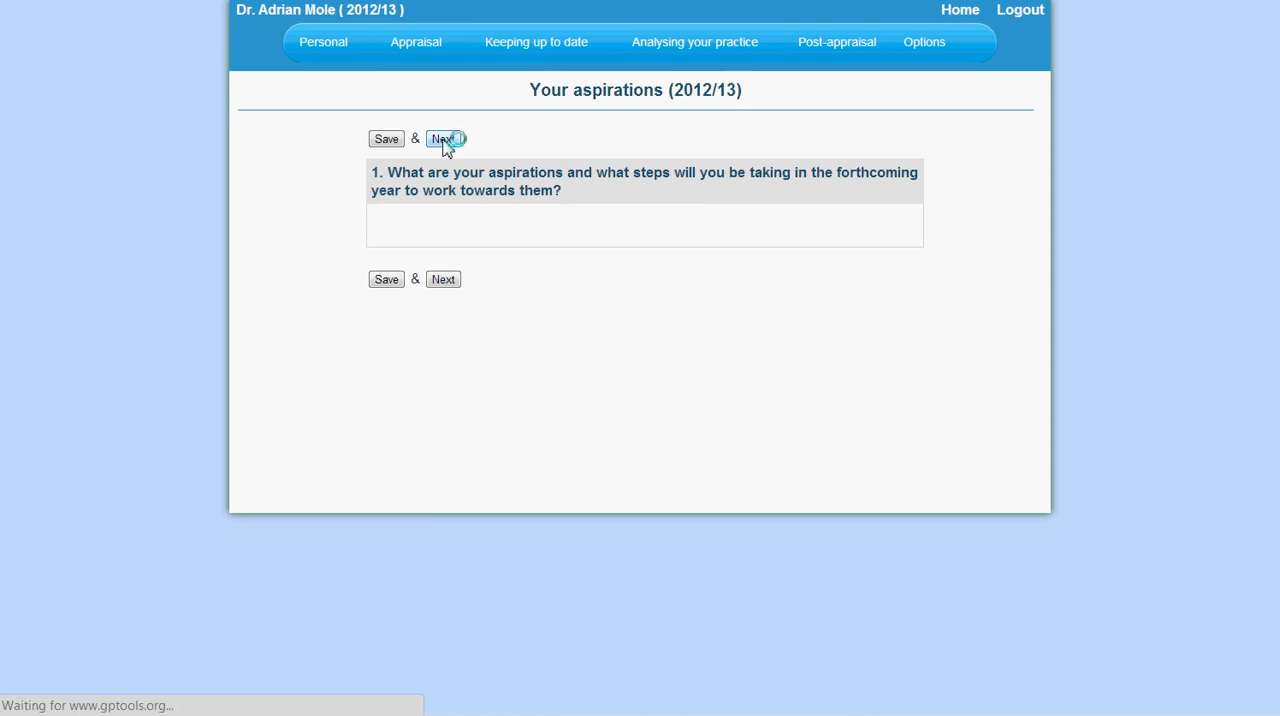 Dr. Adrian Mole ( 2012/13 )
Home Logout
Personal Appraisal Keeping up to date Analysing your practice Post-appraisal Options
Your aspirations (2012/13)
Save & Next
1. What are your aspirations and what steps will you be taking in the forthcoming
year to work towards them?
Save & Next
Waiting for www.gptools.org...